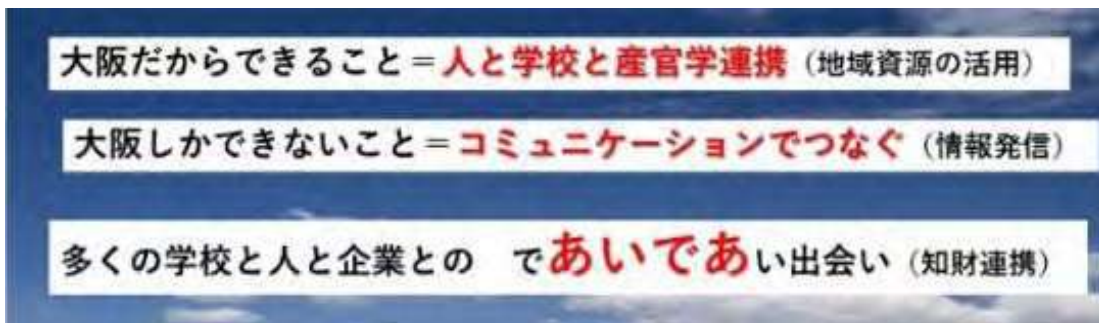 大阪だからできること=人と学校と産官学連携（地域資源の活用）
大阪しかできないこと=コミュニケーションでつなぐ（情報発信）
多くの学校と人と企業との　であいであい出会い（知財連携）